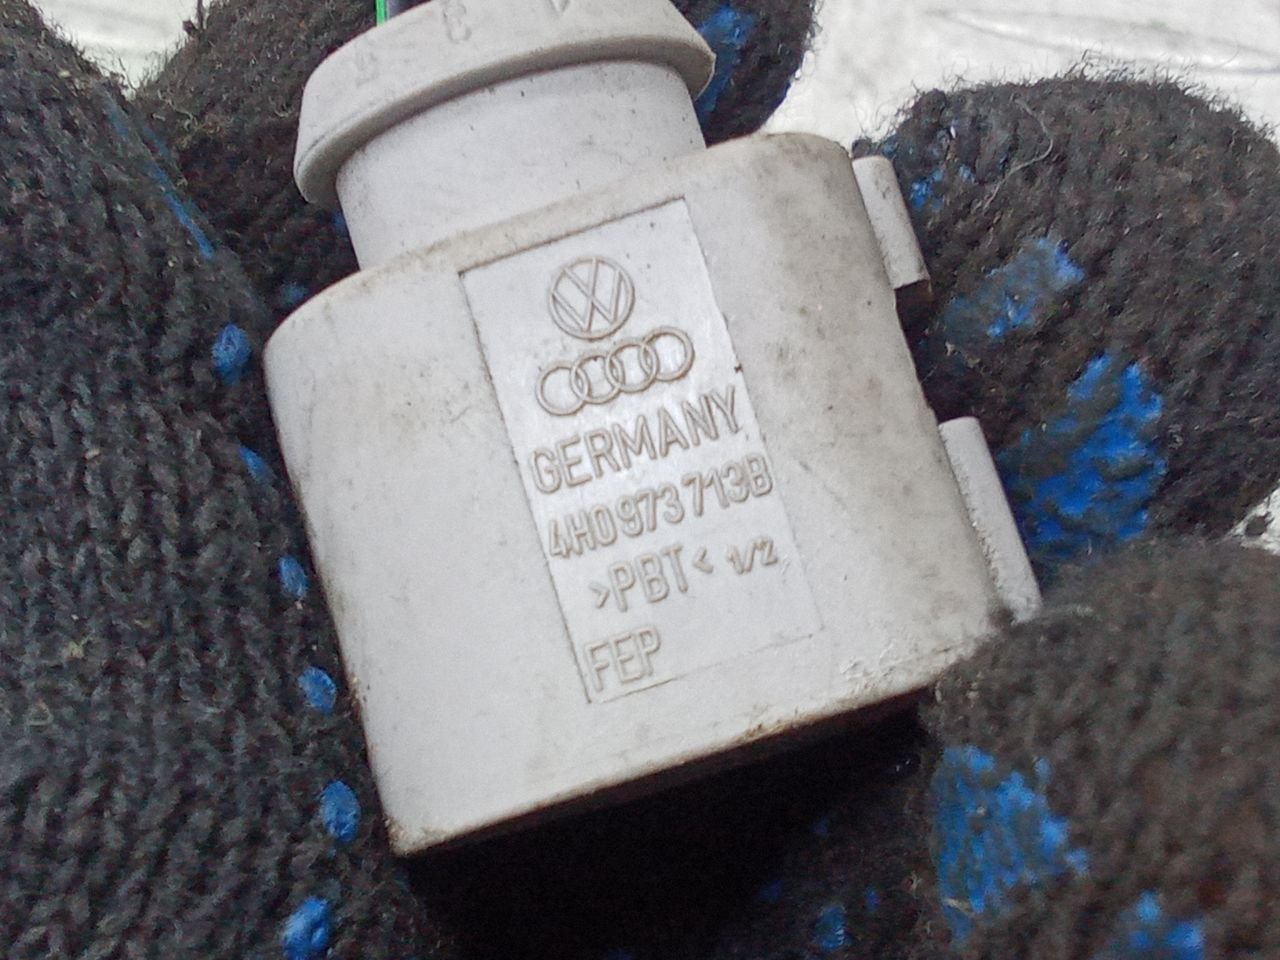 GERMANY
4H0 973 713B
>PBT< 1/2
FEP